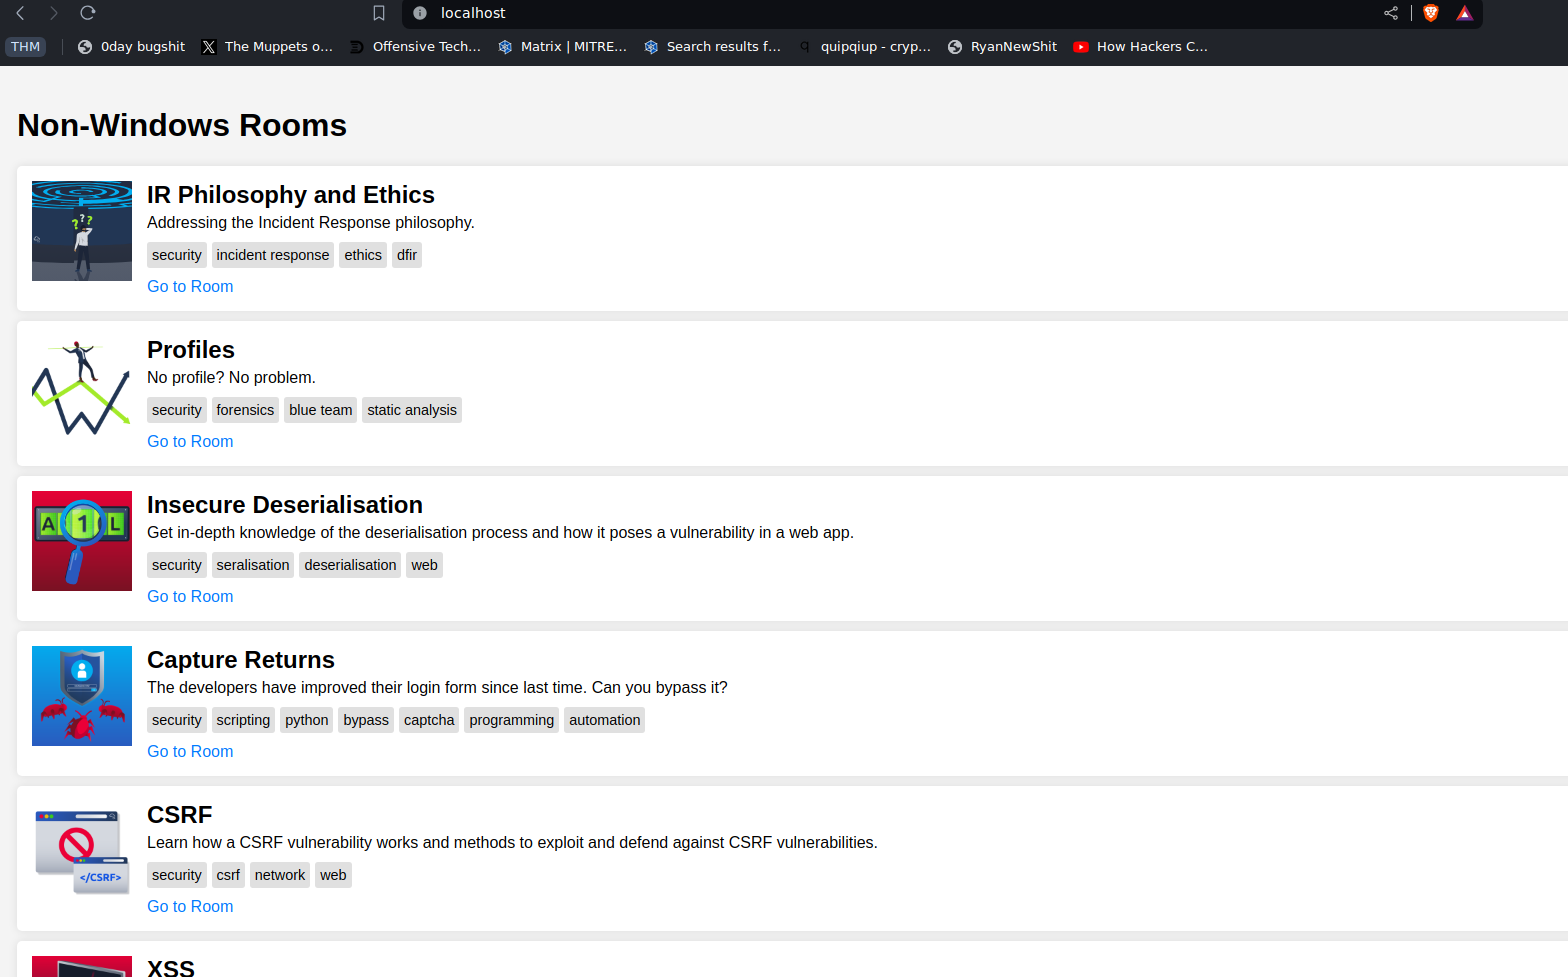 localhost
THM 0day bugshit The Muppets o... Offensive Tech... Matrix | MITRE... Search results f... quipqiup - cryp... RyanNewShit How Hackers C...
Non-Windows Rooms
IR Philosophy and Ethics
Addressing the Incident Response philosophy.
security incident response ethics dfir
Go to Room
Profiles
No profile? No problem.
security forensics blue team static analysis
Go to Room
A 1 L
Insecure Deserialisation
Get in-depth knowledge of the deserialisation process and how it poses a vulnerability in a web app.
security seralisation deserialisation web
Go to Room
Capture Returns
The developers have improved their login form since last time. Can you bypass it?
security scripting python bypass captcha programming automation
Go to Room
</CSRF>
CSRF
Learn how a CSRF vulnerability works and methods to exploit and defend against CSRF vulnerabilities.
security csrf network web
Go to Room
XSS